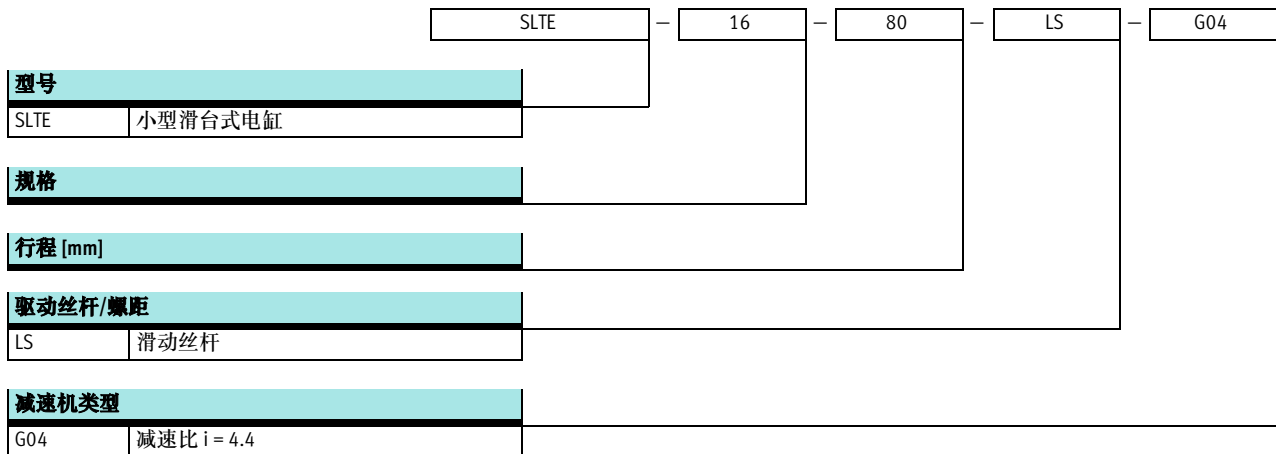 SLTE – 16 – 80 – LS – G04
型号
SLTE 小型滑台式电缸
规格
行程 [mm]
驱动丝杆/螺距
LS 滑动丝杆
减速机类型
G04 减速比 i = 4.4